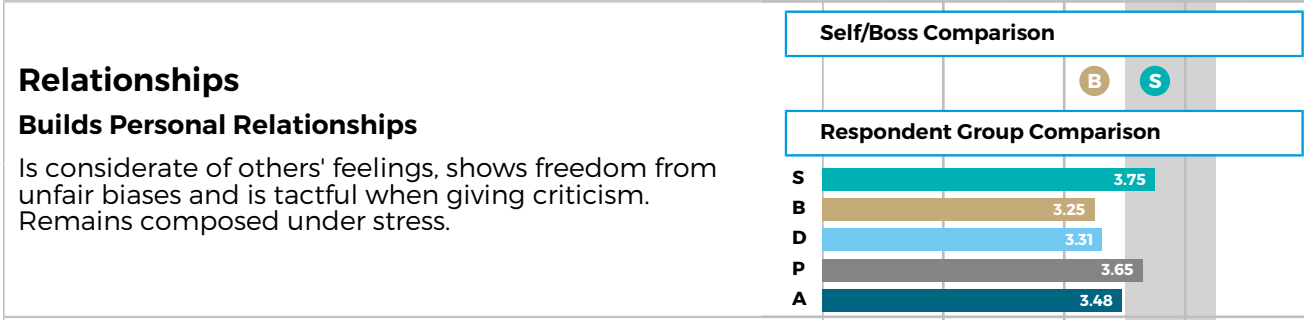 Relationships
Builds Personal Relationships
Is considerate of others' feelings, shows freedom from
unfair biases and is tactful when giving criticism.
Remains composed under stress.
Self/Boss Comparison
B S
Respondent Group Comparison
S 3.75
B 3.25
D 3.31
P 3.65
A 3.48